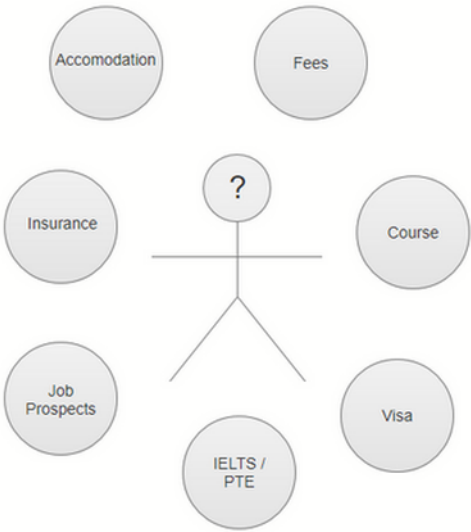 Accomodation
Fees
?
Insurance
Course
Job
Prospects
Visa
IELTS /
PTE